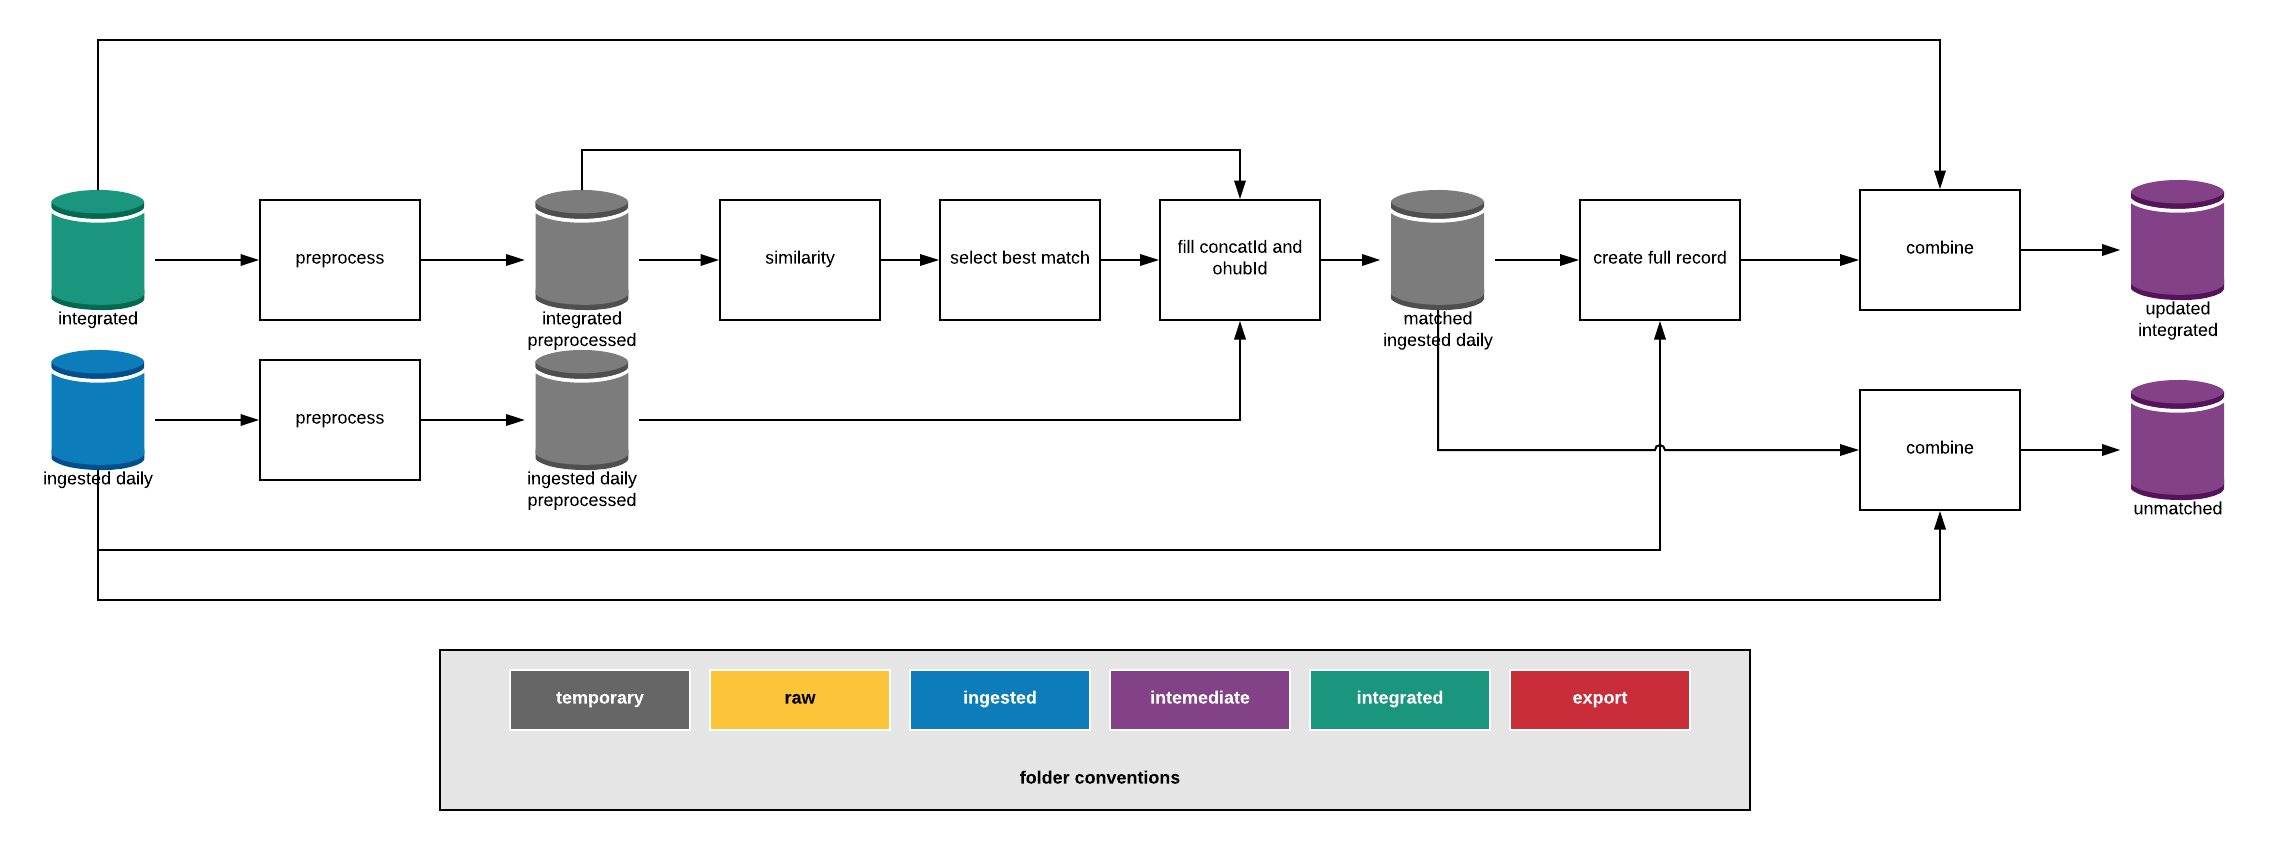 integrated
preprocess
integrated
preprocessed
similarity
select best match
fill concatId and
ohubId
matched
ingested daily
create full record
combine
updated
integrated
ingested daily
preprocess
ingested daily
preprocessed
combine
unmatched
temporary
raw
ingested
intemediate
integrated
export
folder conventions